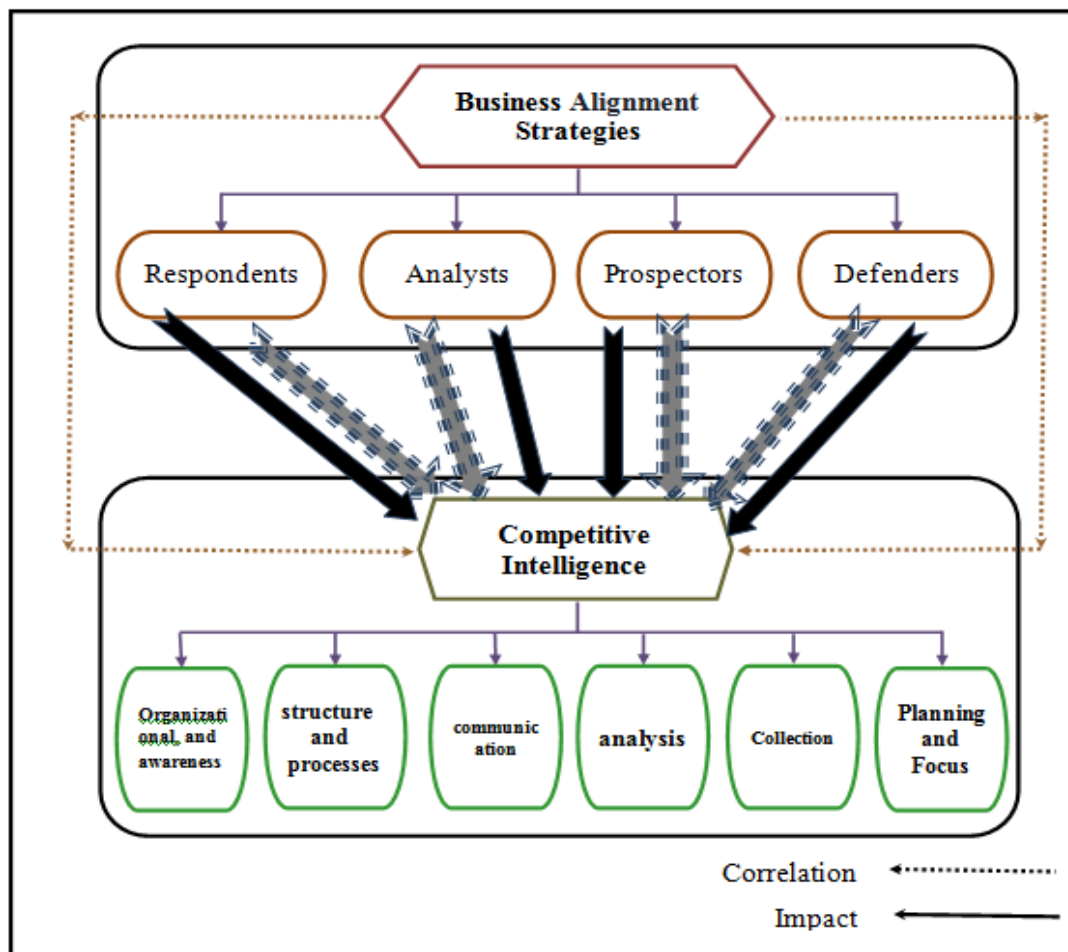 Business Alignment
Strategies
Respondents
Analysts
Prospectors
Defenders
Competitive
Intelligence
Organizati
onal, and
awareness
structure
and
processes
communic
ation
analysis
Collection
Planning
and
Focus
Correlation
Impact